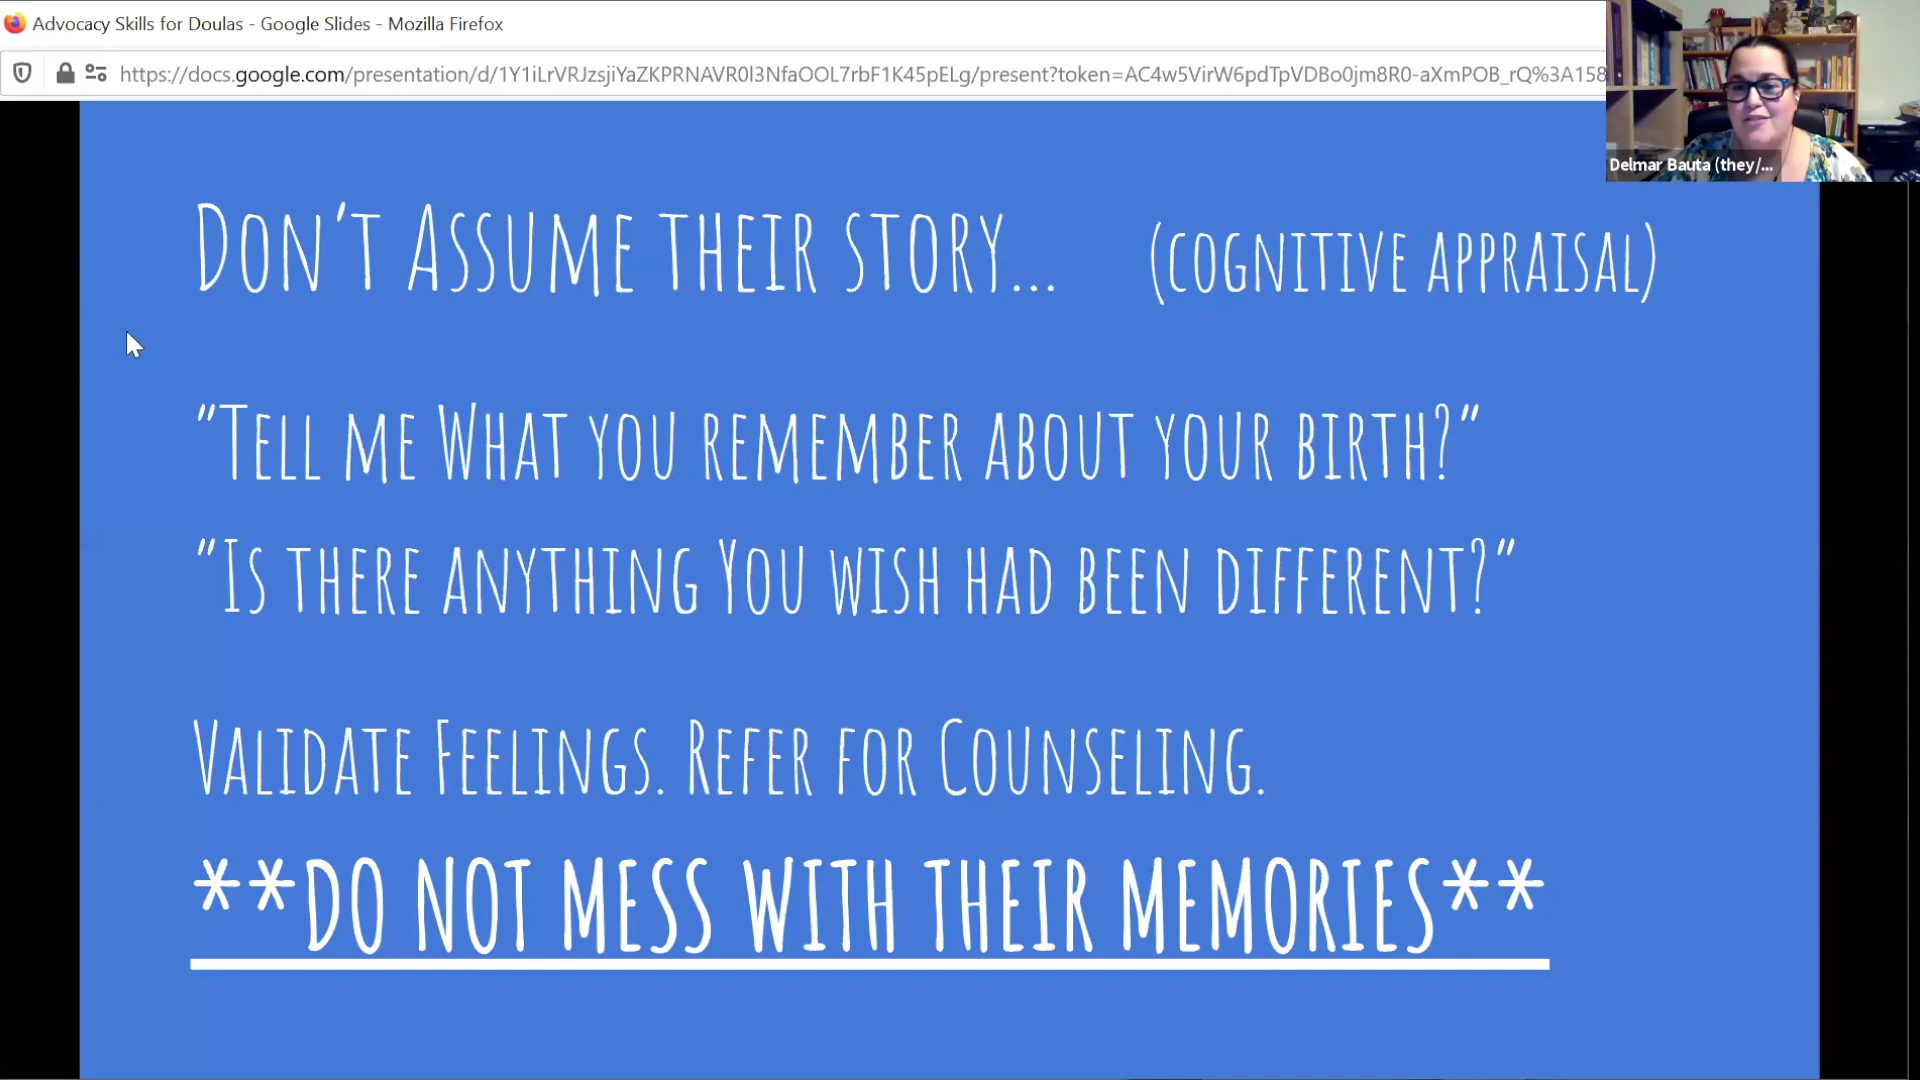 Advocacy Skills for Doulas - Google Slides - Mozilla Firefox
https://docs.google.com/presentation/d/1Y1iLrVRJzsjiYaZKPRNAVR0l3NfaOOL7rbF1K45pELg/present?token=AC4w5VirW6pdTpVDBo0jm8R0-aXmPOB_rQ%3A158
Delmar Bauta (they/...
Don't Assume their story... (cognitive appraisal)
"Tell me What you remember about your birth?"
"Is there anything You wish had been different?"
Validate Feelings. Refer for Counseling.
**DO NOT MESS WITH THEIR MEMORIES**